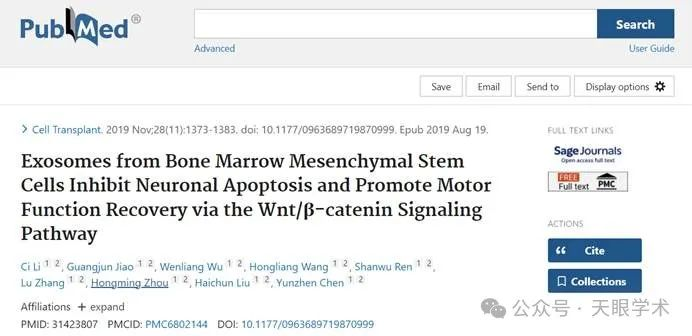 PubMed®
Search
Advanced
User Guide
Save
Email
Send to
Display options
> Cell Transplant. 2019 Nov;28(11):1373-1383. doi: 10.1177/0963689719870999. Epub 2019 Aug 19.
Exosomes from Bone Marrow Mesenchymal Stem
Cells Inhibit Neuronal Apoptosis and Promote Motor
Function Recovery via the Wnt/β-catenin Signaling
Pathway
Ci Li 1 2, Guangjun Jiao 1 2, Wenliang Wu 1 2, Hongliang Wang 1 2, Shanwu Ren 1 2,
Lu Zhang 1 2, Hongming Zhou 1 2, Haichun Liu 1 2, Yunzhen Chen 1 2
Affiliations + expand
PMID: 31423807 PMCID: PMC6802144 DOI: 10.1177/0963689719870999
FULL TEXT LINKS
Sage Journals
Open access full text
FREE
Full text
PMC
ACTIONS
Cite
Collections
公众号 · 天眼学术